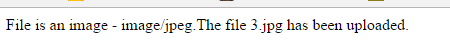 File is an image - image/jpeg.The file 3.jpg has been uploaded.